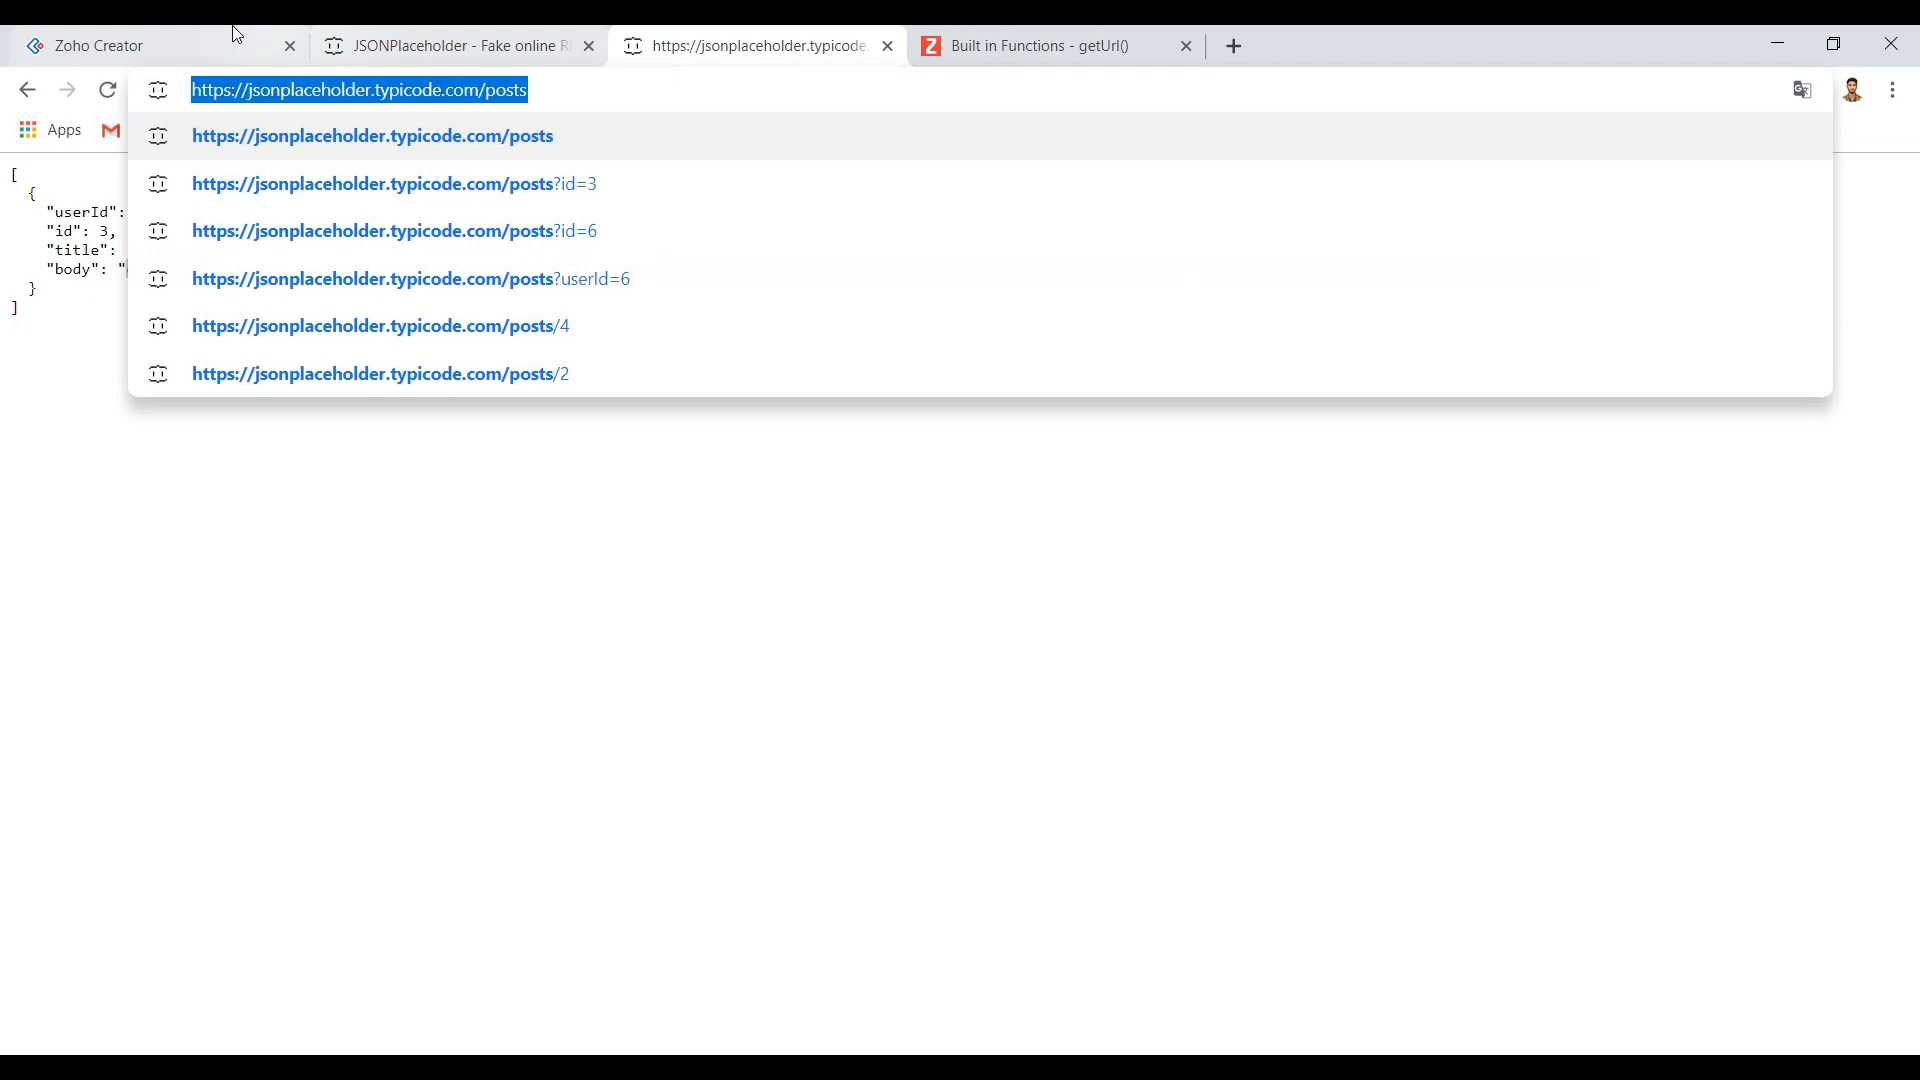 Zoho Creator
JSONPlaceholder - Fake online R
https://jsonplaceholder.typicode.
Built in Functions - getUrl()
https://jsonplaceholder.typicode.com/posts
Apps
https://jsonplaceholder.typicode.com/posts
https://jsonplaceholder.typicode.com/posts?id=3
https://jsonplaceholder.typicode.com/posts?id=6
https://jsonplaceholder.typicode.com/posts?userId=6
https://jsonplaceholder.typicode.com/posts/4
https://jsonplaceholder.typicode.com/posts/2
[
{
"userId":
"id": 3,
"title":
"body": "
}
]